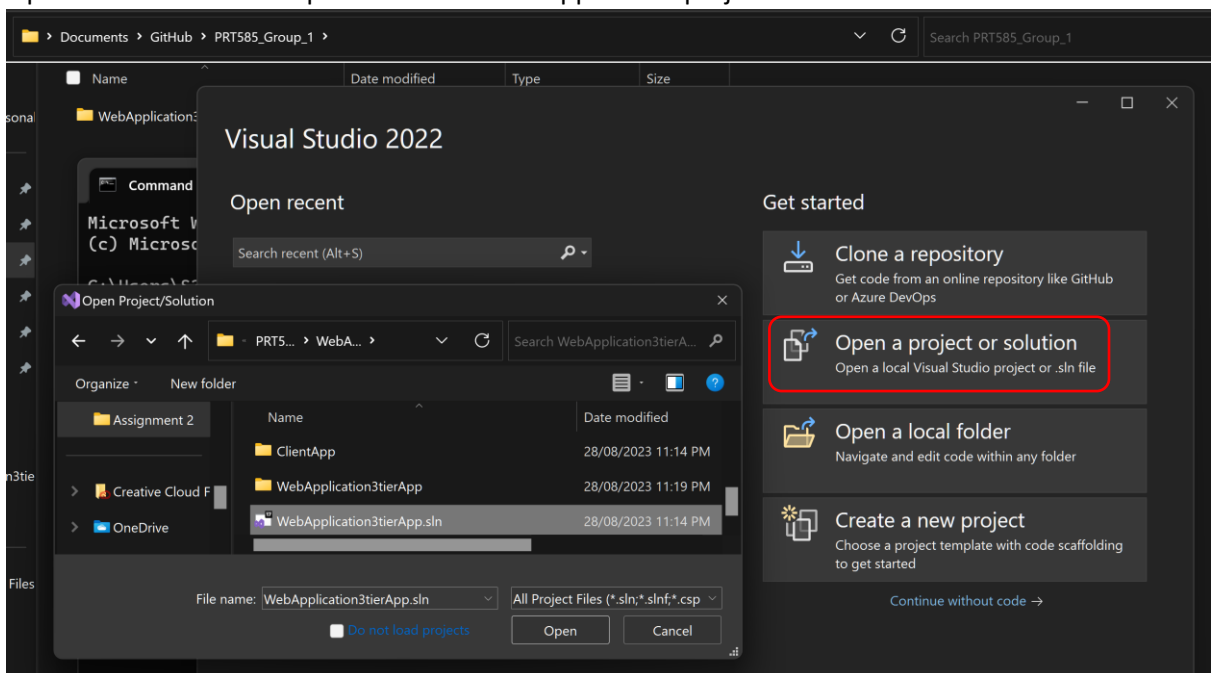 Documents > GitHub > PRT585_Group_1 >
Search PRT585_Group_1
Name
Date modified
Type
Size
WebApplication3
Visual Studio 2022
Command
Open recent
Get started
Microsoft W
(c) Microsc
Search recent (Alt+S)
Clone a repository
Get code from an online repository like GitHub
or Azure DevOps
Open Project/Solution
PRT5... > WebA... >
Search WebApplication3tierA...
Open a project or solution
Open a local Visual Studio project or .sln file
Organize
New folder
Assignment 2
Name
Date modified
ClientApp
28/08/2023 11:14 PM
Open a local folder
Navigate and edit code within any folder
n3tie
Creative Cloud F
WebApplication3tierApp
28/08/2023 11:19 PM
OneDrive
WebApplication3tierApp.sln
28/08/2023 11:14 PM
Create a new project
Choose a project template with code scaffolding
to get started
Files
File name:
WebApplication3tierApp.sln
All Project Files (*.sln;*.slnf;*.csp
Continue without code →
Do not load projects
Open
Cancel